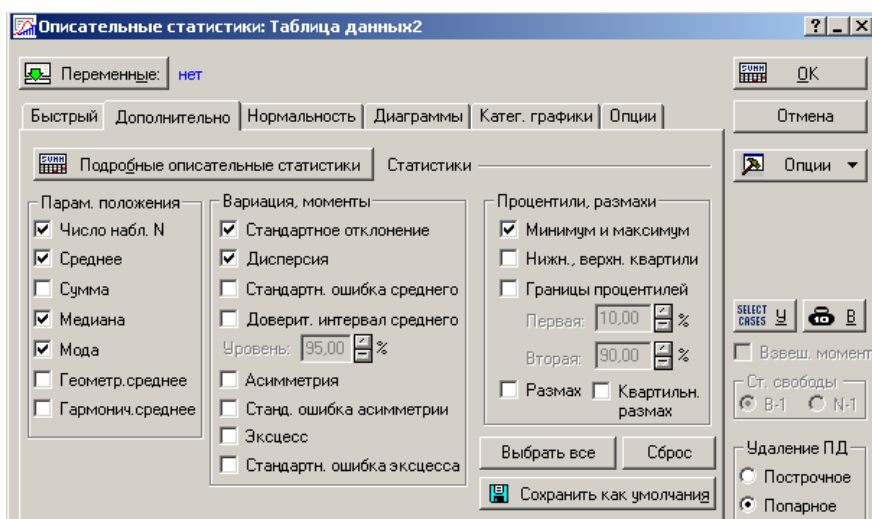 Описательные статистики: Таблица данных2
Переменные: нет
Быстрый Дополнительно Нормальность Диаграммы Катег. графики Опции
Подробные описательные статистики Статистики
Парам. положения
Число набл. N
Среднее
Сумма
Медиана
Мода
Геометр.среднее
Гармонич.среднее
Вариация, моменты
Стандартное отклонение
Дисперсия
Стандартн. ошибка среднего
Доверит. интервал среднего
Уровень: 95,00 %
Асимметрия
Станд. ошибка асимметрии
Эксцесс
Стандартн. ошибка эксцесса
Процентили, размахи
Минимум и максимум
Нижн., верхн. квартили
Границы процентилей
Первая: 10,00 %
Вторая: 90,00 %
Размах Квартильн. размах
Выбрать все Сброс
Сохранить как умолчания
SUMM OK
Отмена
Опции
SELECT CASES У В
Взвеш. момент
Ст. свободы
В-1 N-1
Удаление ПД
Построчное
Попарное